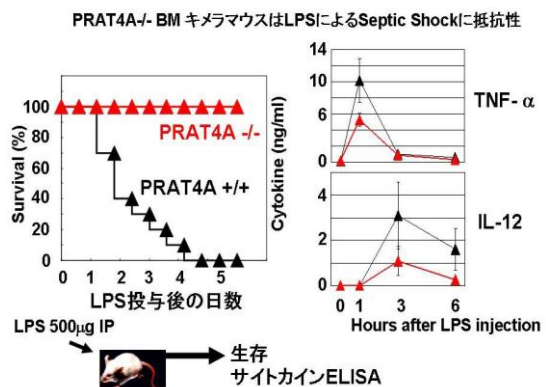 PRAT4A-/- BM キメラマウスはLPSによるSeptic Shockに抵抗性
Survival (%)
100
80
60
40
20
0
PRAT4A -/-
PRAT4A +/+
0 1 2 3 4 5
LPS投与後の日数
Cytokine (ng/ml)
14
10
6
2
0
TNF-α
6
4
2
0
IL-12
0 1 3 6
Hours after LPS injection
LPS 500μg IP
生存
サイトカインELISA